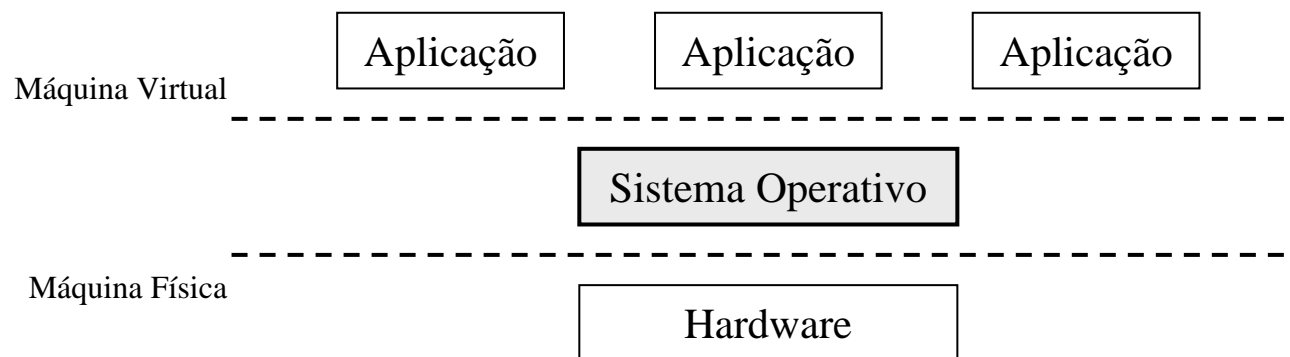 Aplicação Aplicação Aplicação
Máquina Virtual
Sistema Operativo
Máquina Física
Hardware